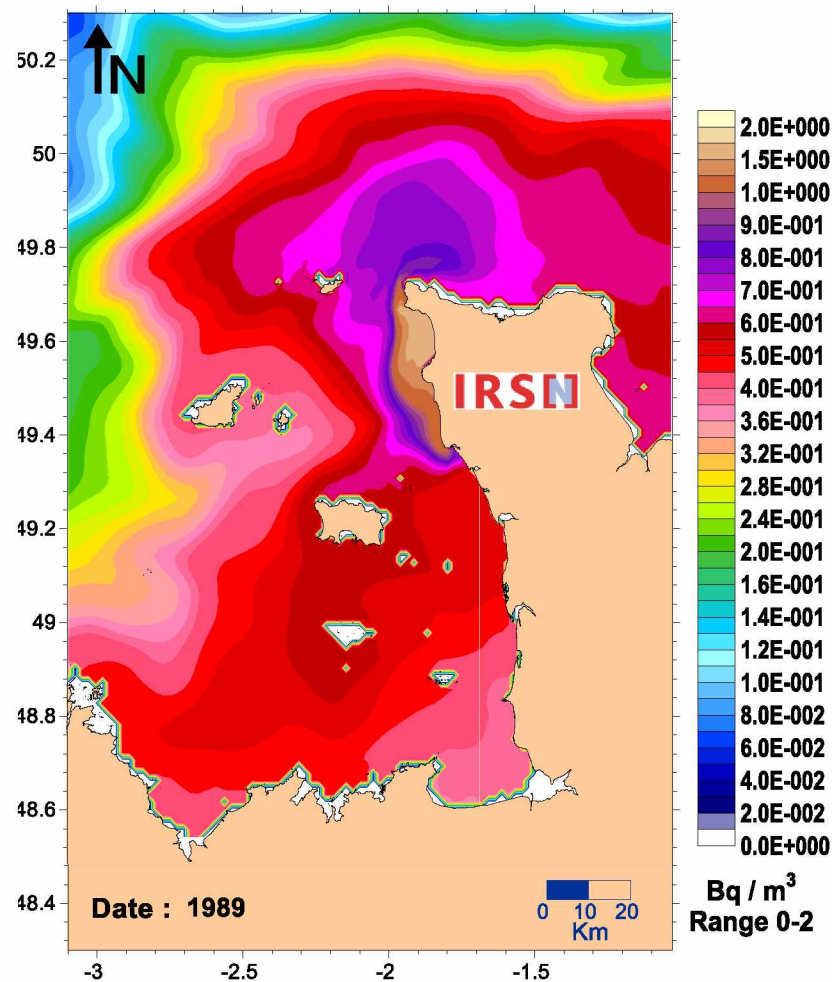 N
50.2
50
49.8
49.6
49.4
49.2
49
48.8
48.6
48.4
-3
-2.5
-2
-1.5
IRSN
Date : 1989
0 10 20
Km
2.0E+000
1.5E+000
1.0E+000
9.0E-001
8.0E-001
7.0E-001
6.0E-001
5.0E-001
4.0E-001
3.6E-001
3.2E-001
2.8E-001
2.4E-001
2.0E-001
1.6E-001
1.2E-001
1.0E-001
8.0E-002
6.0E-002
4.0E-002
2.0E-002
0.0E+000
Bq / m³
Range 0-2